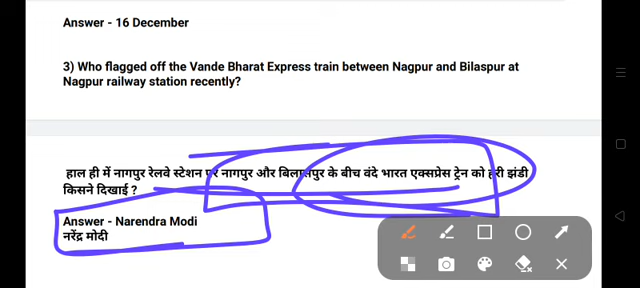 Answer - 16 December
3) Who flagged off the Vande Bharat Express train between Nagpur and Bilaspur at
Nagpur railway station recently?
हाल ही में नागपुर रेलवे स्टेशन पर नागपुर और बिलासपुर के बीच वंदे भारत एक्सप्रेस ट्रेन को हरी झंडी
किसने दिखाई ?
Answer - Narendra Modi
नरेंद्र मोदी